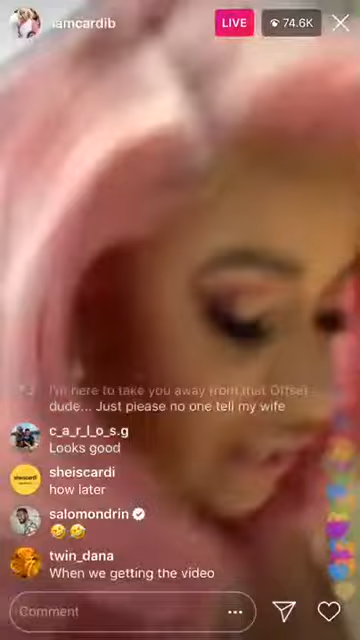 iamcardib
LIVE
74.6K
I'm here to take you away from that Offset
dude... Just please no one tell my wife
c_a_r_l_o_s.g
Looks good
sheiscardi
how later
salomondrin
🤣🤣
twin_dana
When we getting the video
Comment